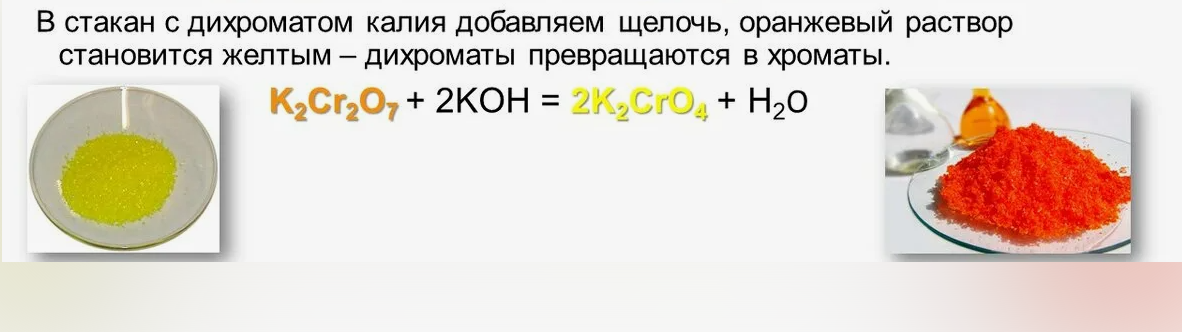 В стакан с дихроматом калия добавляем щелочь, оранжевый раствор
становится желтым – дихроматы превращаются в хроматы.
K₂Cr₂O₇ + 2KOH = 2K₂CrO₄ + H₂O